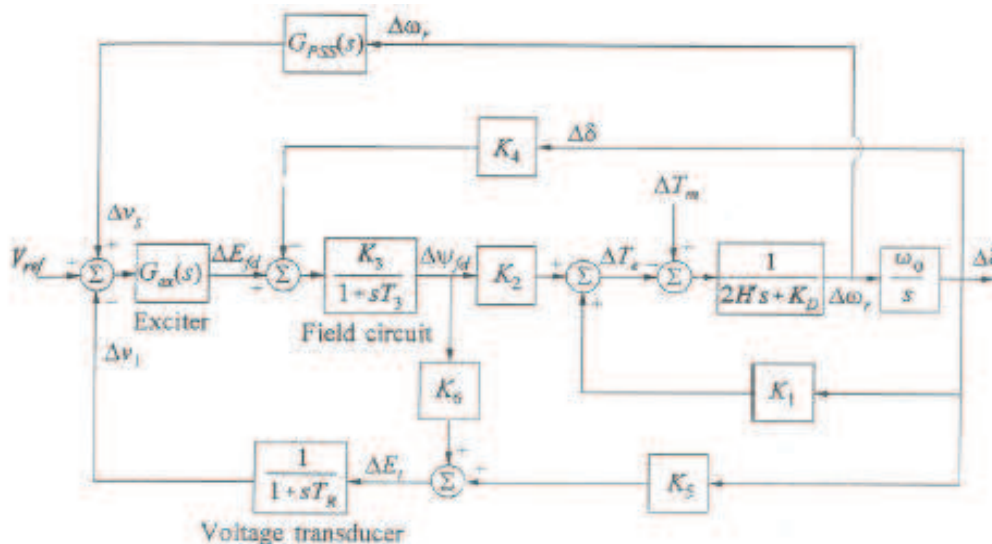 G_PSS(s)
Δω_r
K_4
Δδ
ΔT_m
Δv_s
+
V_ref
+
Σ
−
G_ex(s)
ΔE_fd
−
Σ
+
K_3
1+sT_3
Δψ_fd
K_2
+
Σ
+
ΔT_e
−
+
Σ
1
2Hs+K_D
Δω_r
ω_0
s
Exciter
Field circuit
Δv_1
K_6
K_1
+
+
Σ
1
1+sT_R
ΔE_t
K_5
Voltage transducer